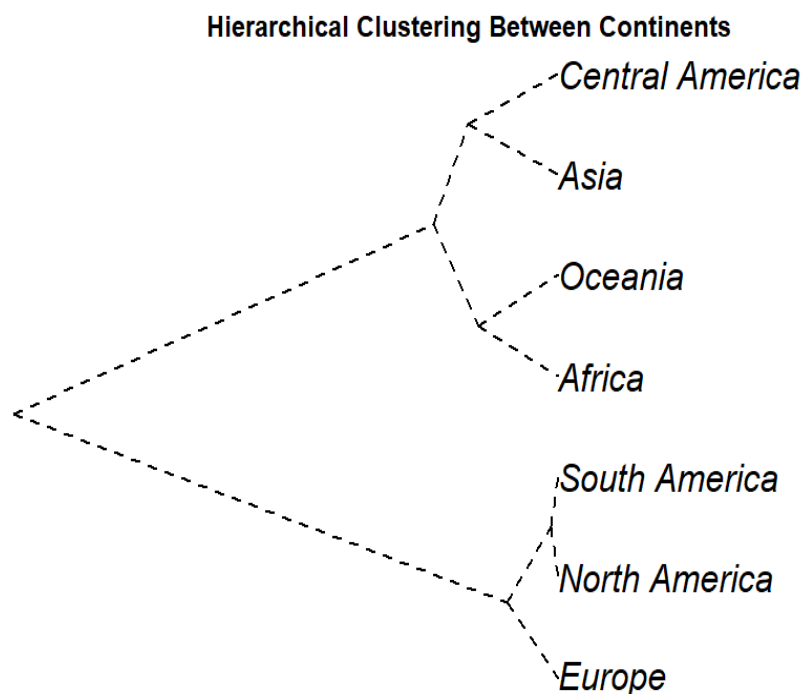 Hierarchical Clustering Between Continents
Central America
Asia
Oceania
Africa
South America
North America
Europe